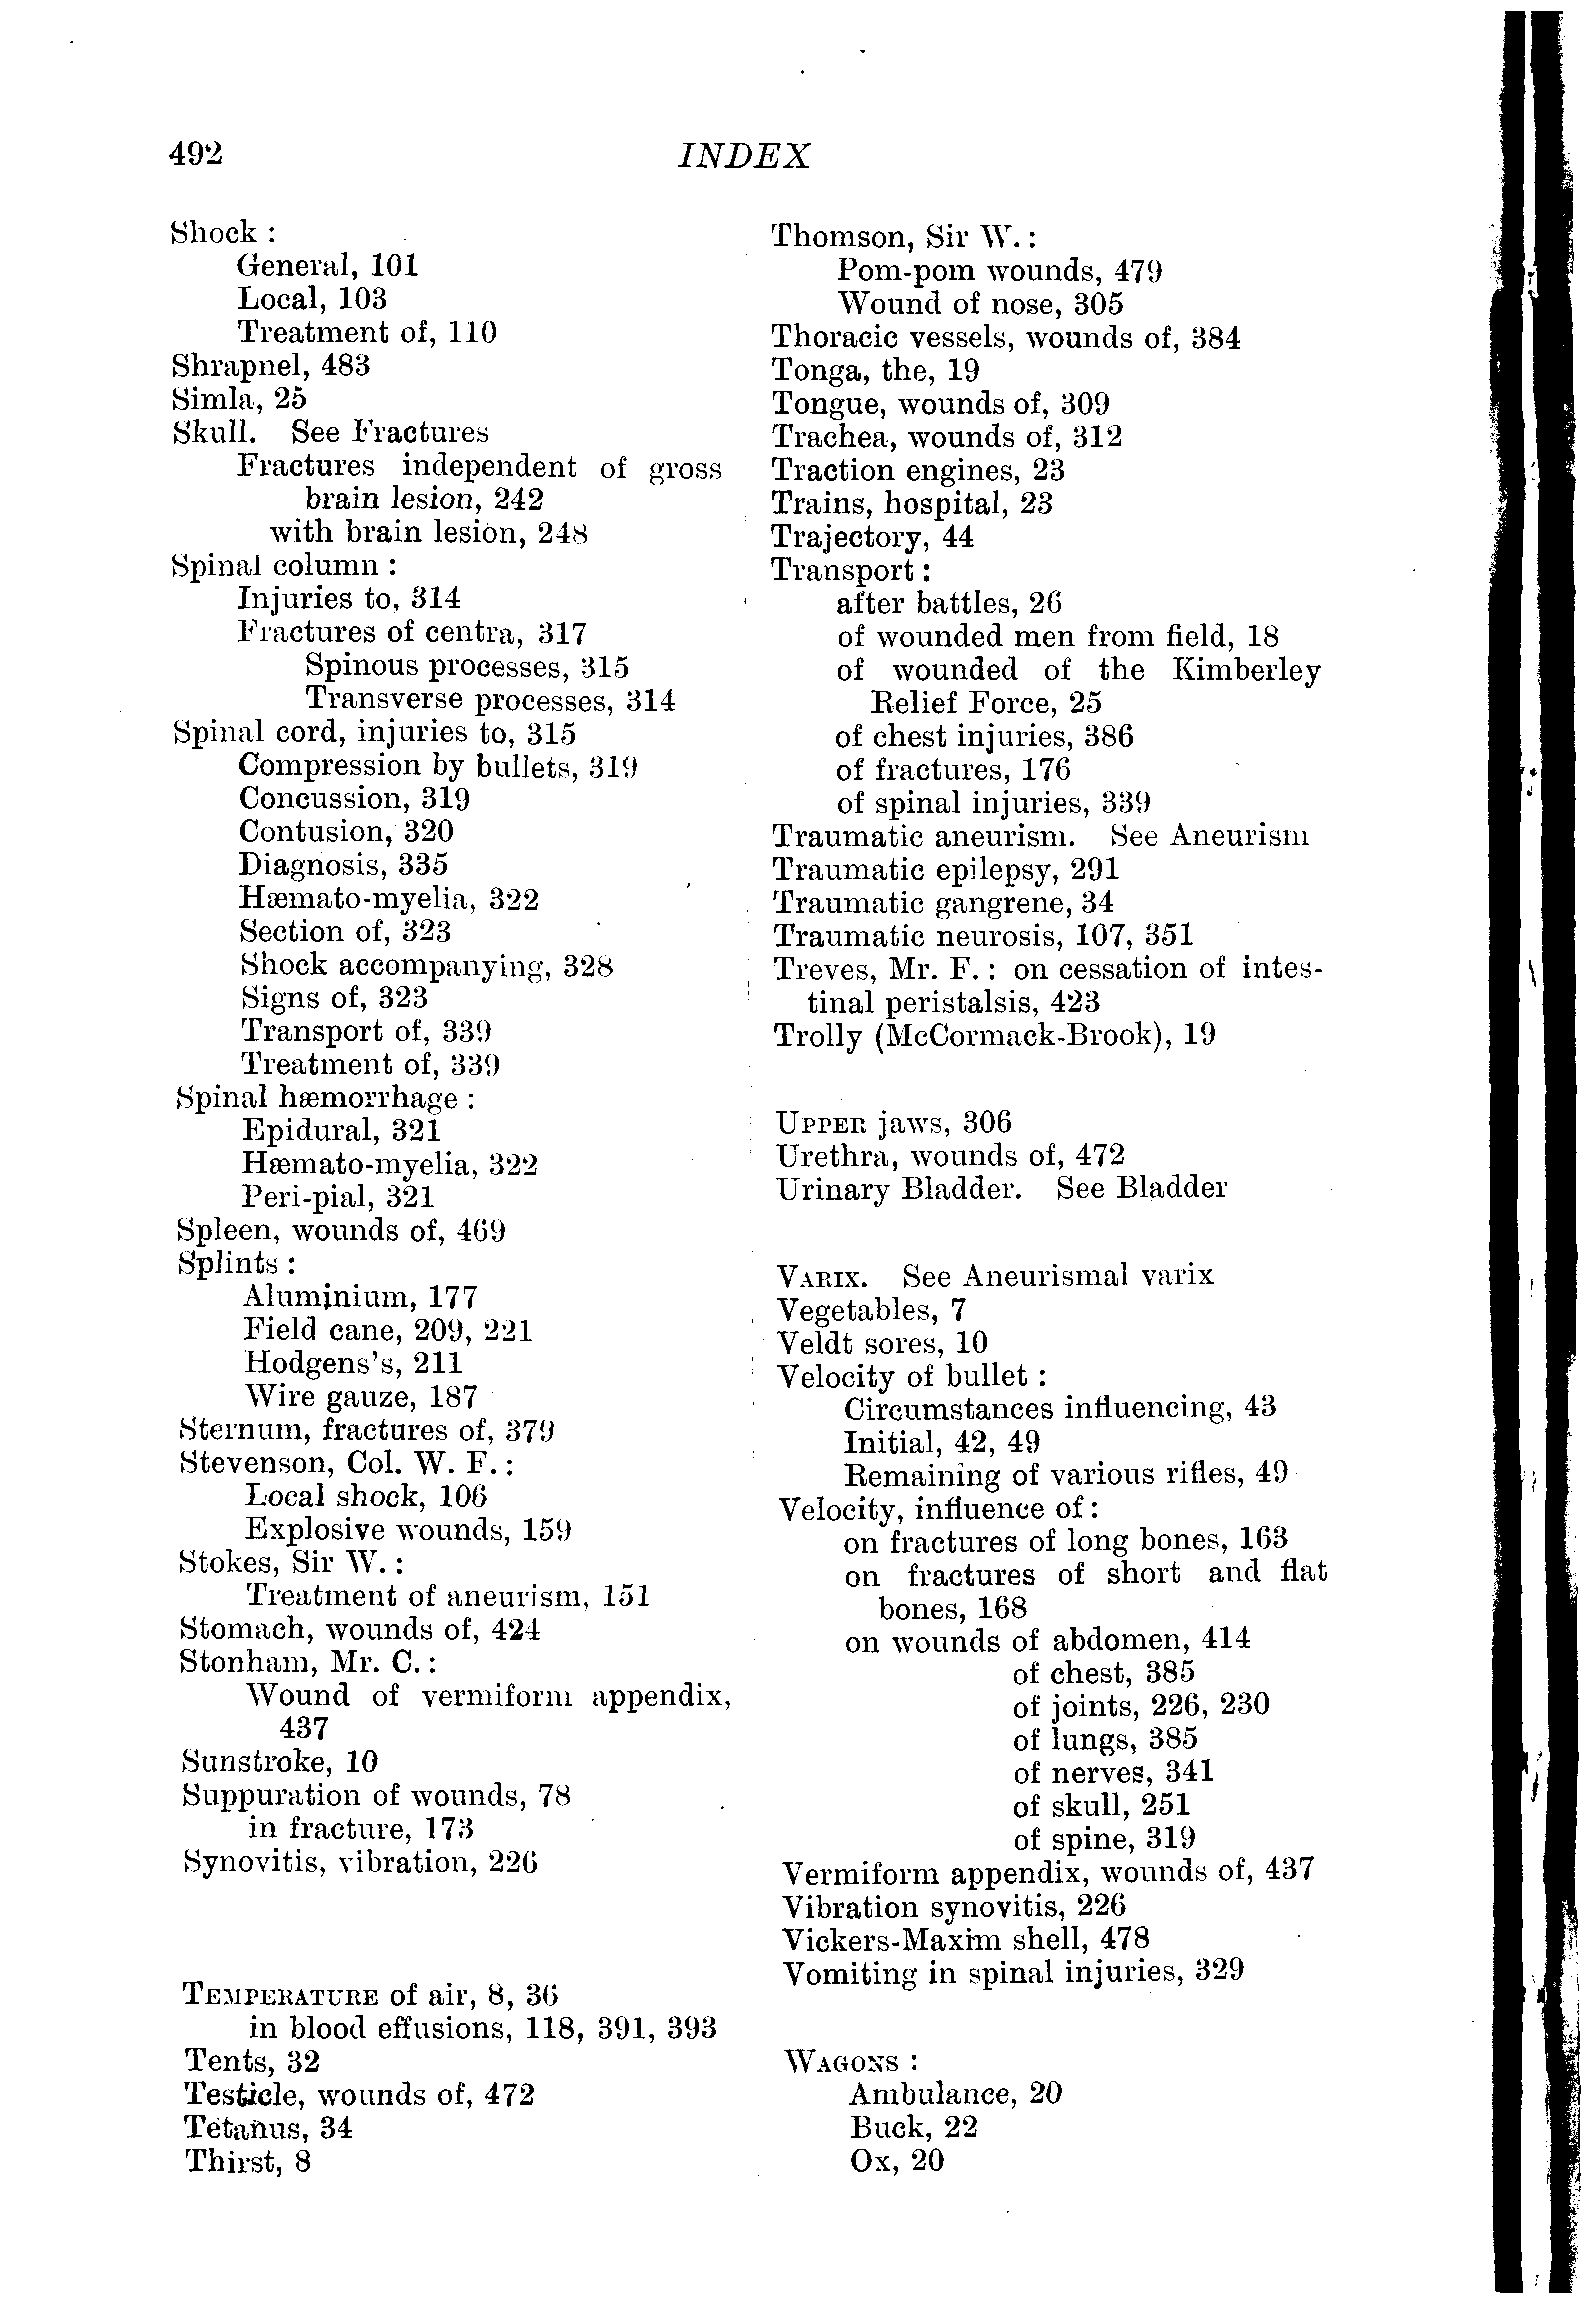 492
INDEX
Shock :
General, 101
Local, 103
Treatment of, 110
Shrapnel, 483
Simla, 25
Skull. See Fractures
Fractures independent of gross
brain lesion, 242
with brain lesion, 248
Spinal column :
Injuries to, 314
Fractures of centra, 317
Spinous processes, 315
Transverse processes, 314
Spinal cord, injuries to, 315
Compression by bullets, 319
Concussion, 319
Contusion, 320
Diagnosis, 335
Hæmato-myelia, 322
Section of, 323
Shock accompanying, 328
Signs of, 323
Transport of, 339
Treatment of, 339
Spinal hæmorrhage :
Epidural, 321
Hæmato-myelia, 322
Peri-pial, 321
Spleen, wounds of, 469
Splints :
Aluminium, 177
Field cane, 209, 221
Hodgens's, 211
Wire gauze, 187
Sternum, fractures of, 379
Stevenson, Col. W. F. :
Local shock, 106
Explosive wounds, 159
Stokes, Sir W. :
Treatment of aneurism, 151
Stomach, wounds of, 424
Stonham, Mr. C. :
Wound of vermiform appendix,
437
Sunstroke, 10
Suppuration of wounds, 78
in fracture, 173
Synovitis, vibration, 226
TEMPERATURE of air, 8, 36
in blood effusions, 118, 391, 393
Tents, 32
Testicle, wounds of, 472
Tetanus, 34
Thirst, 8
Thomson, Sir W. :
Pom-pom wounds, 479
Wound of nose, 305
Thoracic vessels, wounds of, 384
Tonga, the, 19
Tongue, wounds of, 309
Trachea, wounds of, 312
Traction engines, 23
Trains, hospital, 23
Trajectory, 44
Transport :
after battles, 26
of wounded men from field, 18
of wounded of the Kimberley
Relief Force, 25
of chest injuries, 386
of fractures, 176
of spinal injuries, 339
Traumatic aneurism. See Aneurism
Traumatic epilepsy, 291
Traumatic gangrene, 34
Traumatic neurosis, 107, 351
Treves, Mr. F. : on cessation of intes-
tinal peristalsis, 423
Trolly (McCormack-Brook), 19
UPPER jaws, 306
Urethra, wounds of, 472
Urinary Bladder. See Bladder
VARIX. See Aneurismal varix
Vegetables, 7
Veldt sores, 10
Velocity of bullet :
Circumstances influencing, 43
Initial, 42, 49
Remaining of various rifles, 49
Velocity, influence of :
on fractures of long bones, 163
on fractures of short and flat
bones, 168
on wounds of abdomen, 414
of chest, 385
of joints, 226, 230
of lungs, 385
of nerves, 341
of skull, 251
of spine, 319
Vermiform appendix, wounds of, 437
Vibration synovitis, 226
Vickers-Maxim shell, 478
Vomiting in spinal injuries, 329
WAGONS :
Ambulance, 20
Buck, 22
Ox, 20